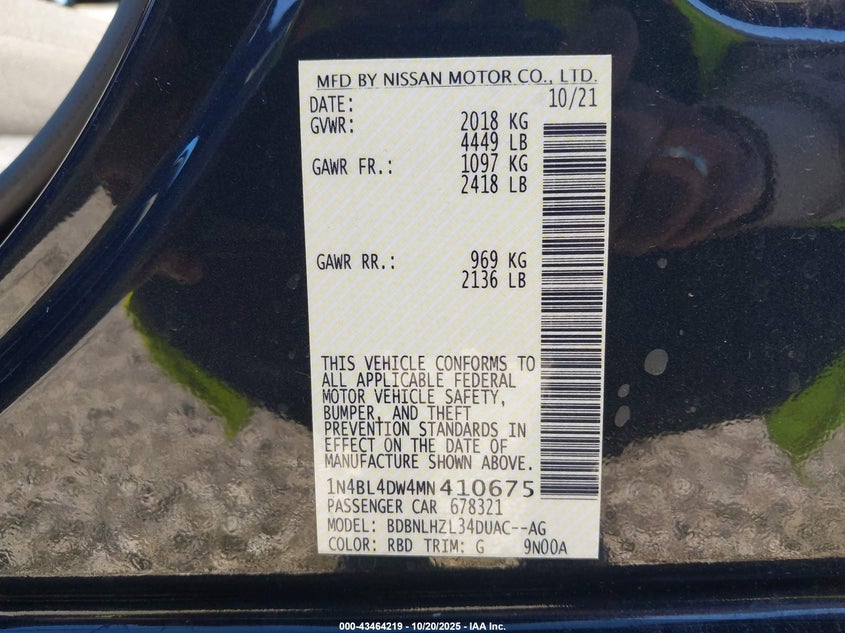 MFD BY NISSAN MOTOR CO., LTD.
DATE: 10/21
GVWR: 2018 KG
4449 LB
GAWR FR.: 1097 KG
2418 LB
GAWR RR.: 969 KG
2136 LB
THIS VEHICLE CONFORMS TO
ALL APPLICABLE FEDERAL
MOTOR VEHICLE SAFETY,
BUMPER, AND THEFT
PREVENTION STANDARDS IN
EFFECT ON THE DATE OF
MANUFACTURE SHOWN ABOVE.
1N4BL4DW4MN410675
PASSENGER CAR 678321
MODEL: BDBNLHZL34DUAC--AG
COLOR: RBD TRIM: G 9N00A
000-43464219 - 10/20/2025 - IAA Inc.